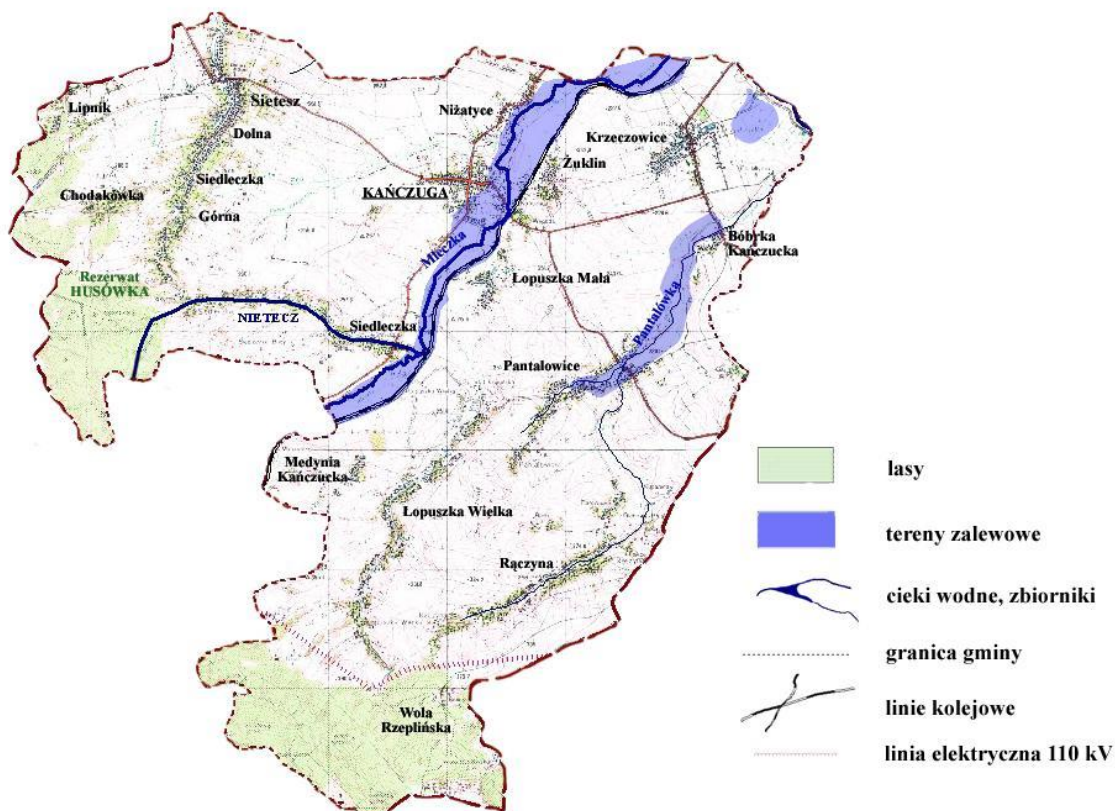 Lipnik
Sietesz
Dolna
Chodakówka
Siedleczka
Górna
Rezerwat
HUSÓWKA
NIETECZ
Siedleczka
Niżatyce
KAŃCZUGA
Mleczka
Żuklin
Krzeczowice
Bóbrka
Kańczucka
Łopuszka Mała
Pantalówka
Pantalowice
Medynia
Kańczucka
Łopuszka Wielka
Rączyna
Wola
Rzeplińska
lasy
tereny zalewowe
cieki wodne, zbiorniki
granica gminy
linie kolejowe
linia elektryczna 110 kV